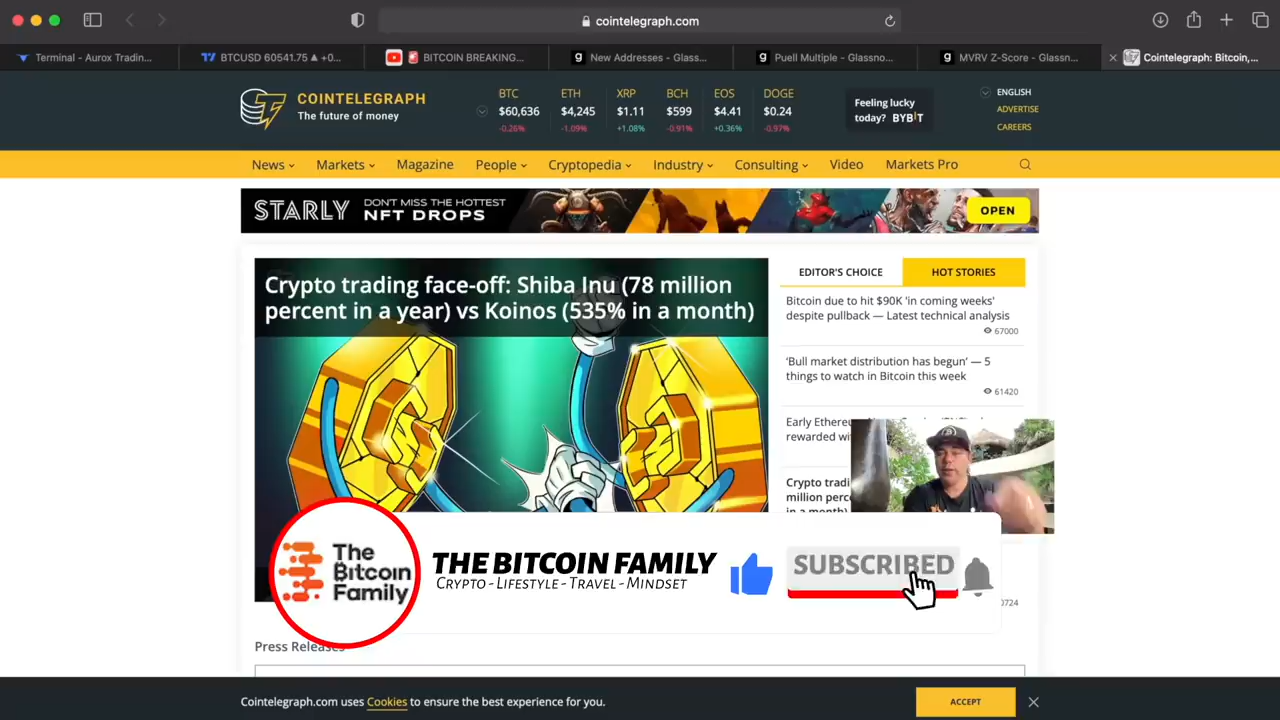 cointelegraph.com
Terminal - Aurox Tradin...
BTCUSD 60541.75 ▲ +0...
BITCOIN BREAKING...
New Addresses - Glass...
Puell Multiple - Glassno...
MVRV Z-Score - Glassn...
Cointelegraph: Bitcoin,...
COINTELEGRAPH
The future of money
BTC
$60,636
-0.26%
ETH
$4,245
-1.09%
XRP
$1.11
+1.08%
BCH
$599
-0.91%
EOS
$4.41
+0.36%
DOGE
$0.24
-0.97%
Feeling lucky
today? BYBIT
ENGLISH
ADVERTISE
CAREERS
News
Markets
Magazine
People
Cryptopedia
Industry
Consulting
Video
Markets Pro
STARLY
DON'T MISS THE HOTTEST
NFT DROPS
OPEN
Crypto trading face-off: Shiba Inu (78 million
percent in a year) vs Koinos (535% in a month)
EDITOR'S CHOICE
HOT STORIES
Bitcoin due to hit $90K 'in coming weeks'
despite pullback — Latest technical analysis
67000
'Bull market distribution has begun' — 5
things to watch in Bitcoin this week
61420
Early Ethere
rewarded wi
Crypto tradi
million perc
in a month)
0724
The
Bitcoin
Family
THE BITCOIN FAMILY
CRYPTO - LIFESTYLE - TRAVEL - MINDSET
SUBSCRIBED
Press Releases
Cointelegraph.com uses Cookies to ensure the best experience for you.
ACCEPT